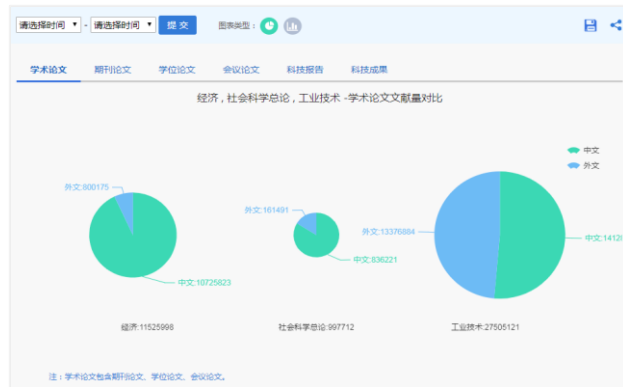 请选择时间 - 请选择时间 提交 图表类型：
学术论文 期刊论文 学位论文 会议论文 科技报告 科技成果
经济 , 社会科学总论 , 工业技术 -学术论文文献量对比
中文
外文
外文:800175
外文:161491
外文:13376884
中文:1412
中文:836221
中文:10725823
经济:11525998
社会科学总论:997712
工业技术:27505121
注：学术论文包含期刊论文、学位论文、会议论文。